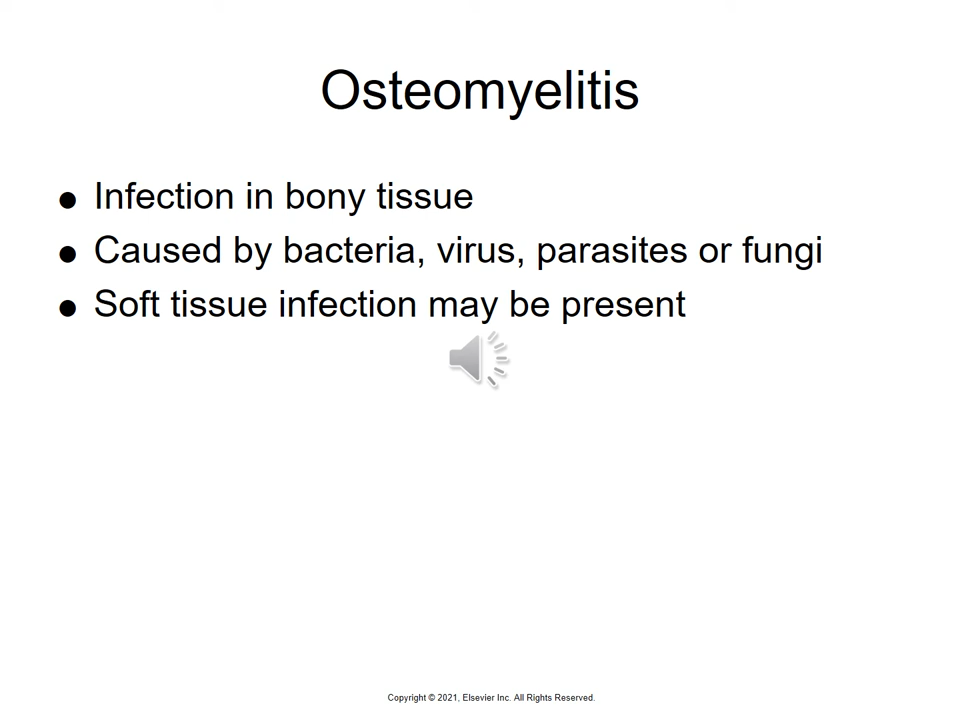 Osteomyelitis
● Infection in bony tissue
● Caused by bacteria, virus, parasites or fungi
● Soft tissue infection may be present
Copyright © 2021, Elsevier Inc. All Rights Reserved.